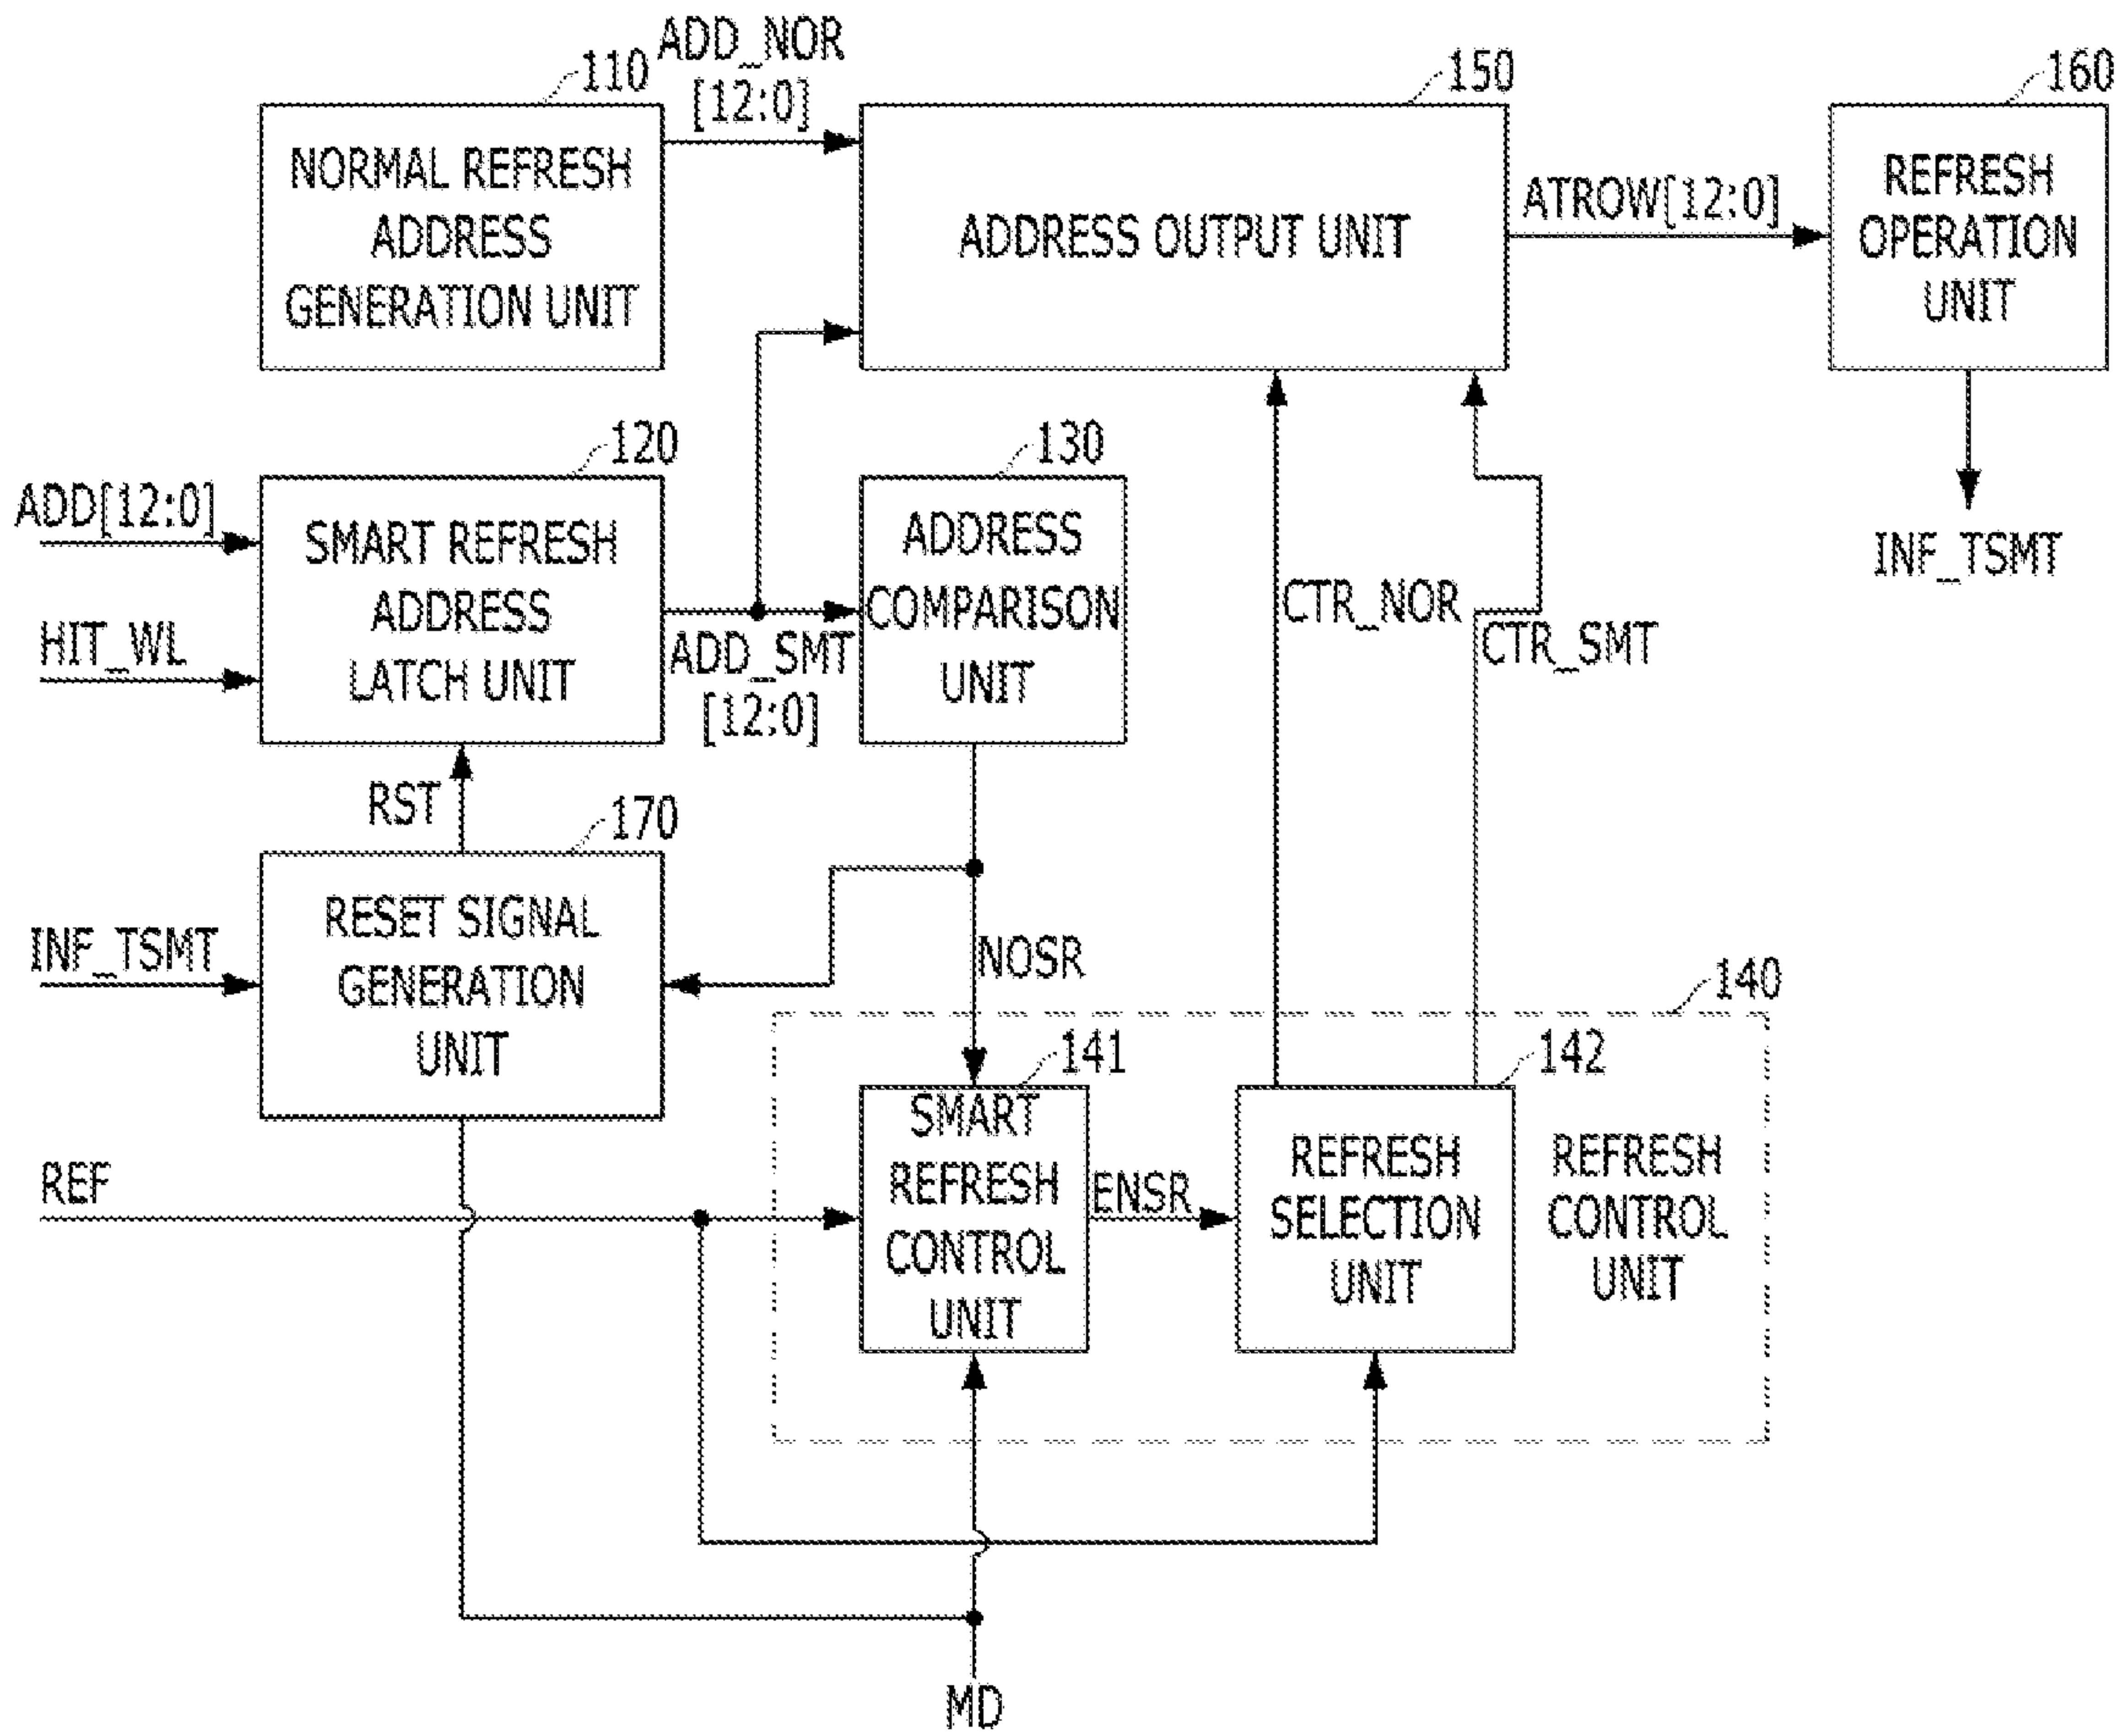 ADD_NOR
[12:0]
110
150
160
NORMAL REFRESH
ADDRESS
GENERATION UNIT
ADDRESS OUTPUT UNIT
ATROW[12:0]
REFRESH
OPERATION
UNIT
120
130
ADD[12:0]
HIT_WL
SMART REFRESH
ADDRESS
LATCH UNIT
ADD_SMT
[12:0]
ADDRESS
COMPARISON
UNIT
CTR_NOR
CTR_SMT
INF_TSMT
RST
170
INF_TSMT
RESET SIGNAL
GENERATION
UNIT
NOSR
140
141
142
REF
SMART
REFRESH
CONTROL
UNIT
ENSR
REFRESH
SELECTION
UNIT
REFRESH
CONTROL
UNIT
MD